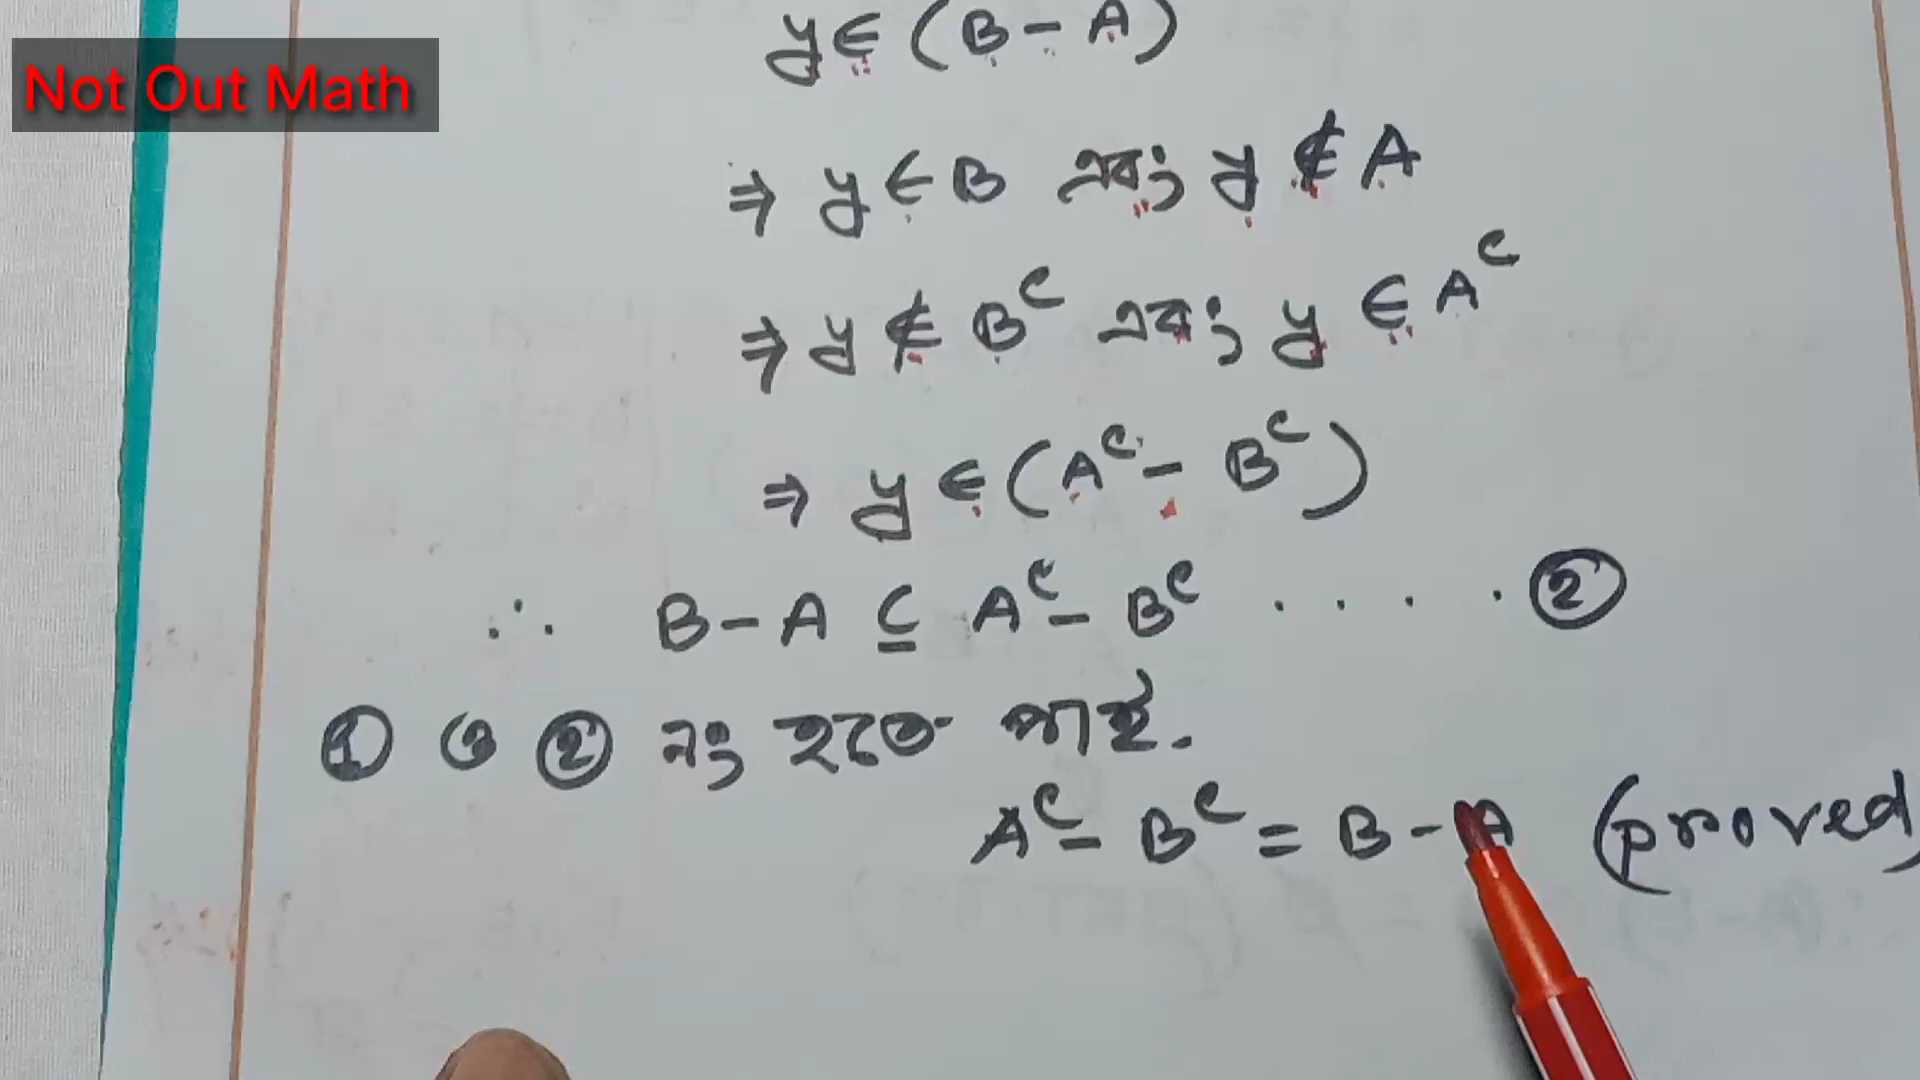 Not Out Math
y ∈ (B - A)
⇒ y ∈ B এবং y ∉ A
⇒ y ∉ Bᶜ এবং y ∈ Aᶜ
⇒ y ∈ (Aᶜ - Bᶜ)
∴ B - A ⊆ Aᶜ - Bᶜ . . . . ②
① ও ② নং হতে পাই.
Aᶜ - Bᶜ = B - A (proved)